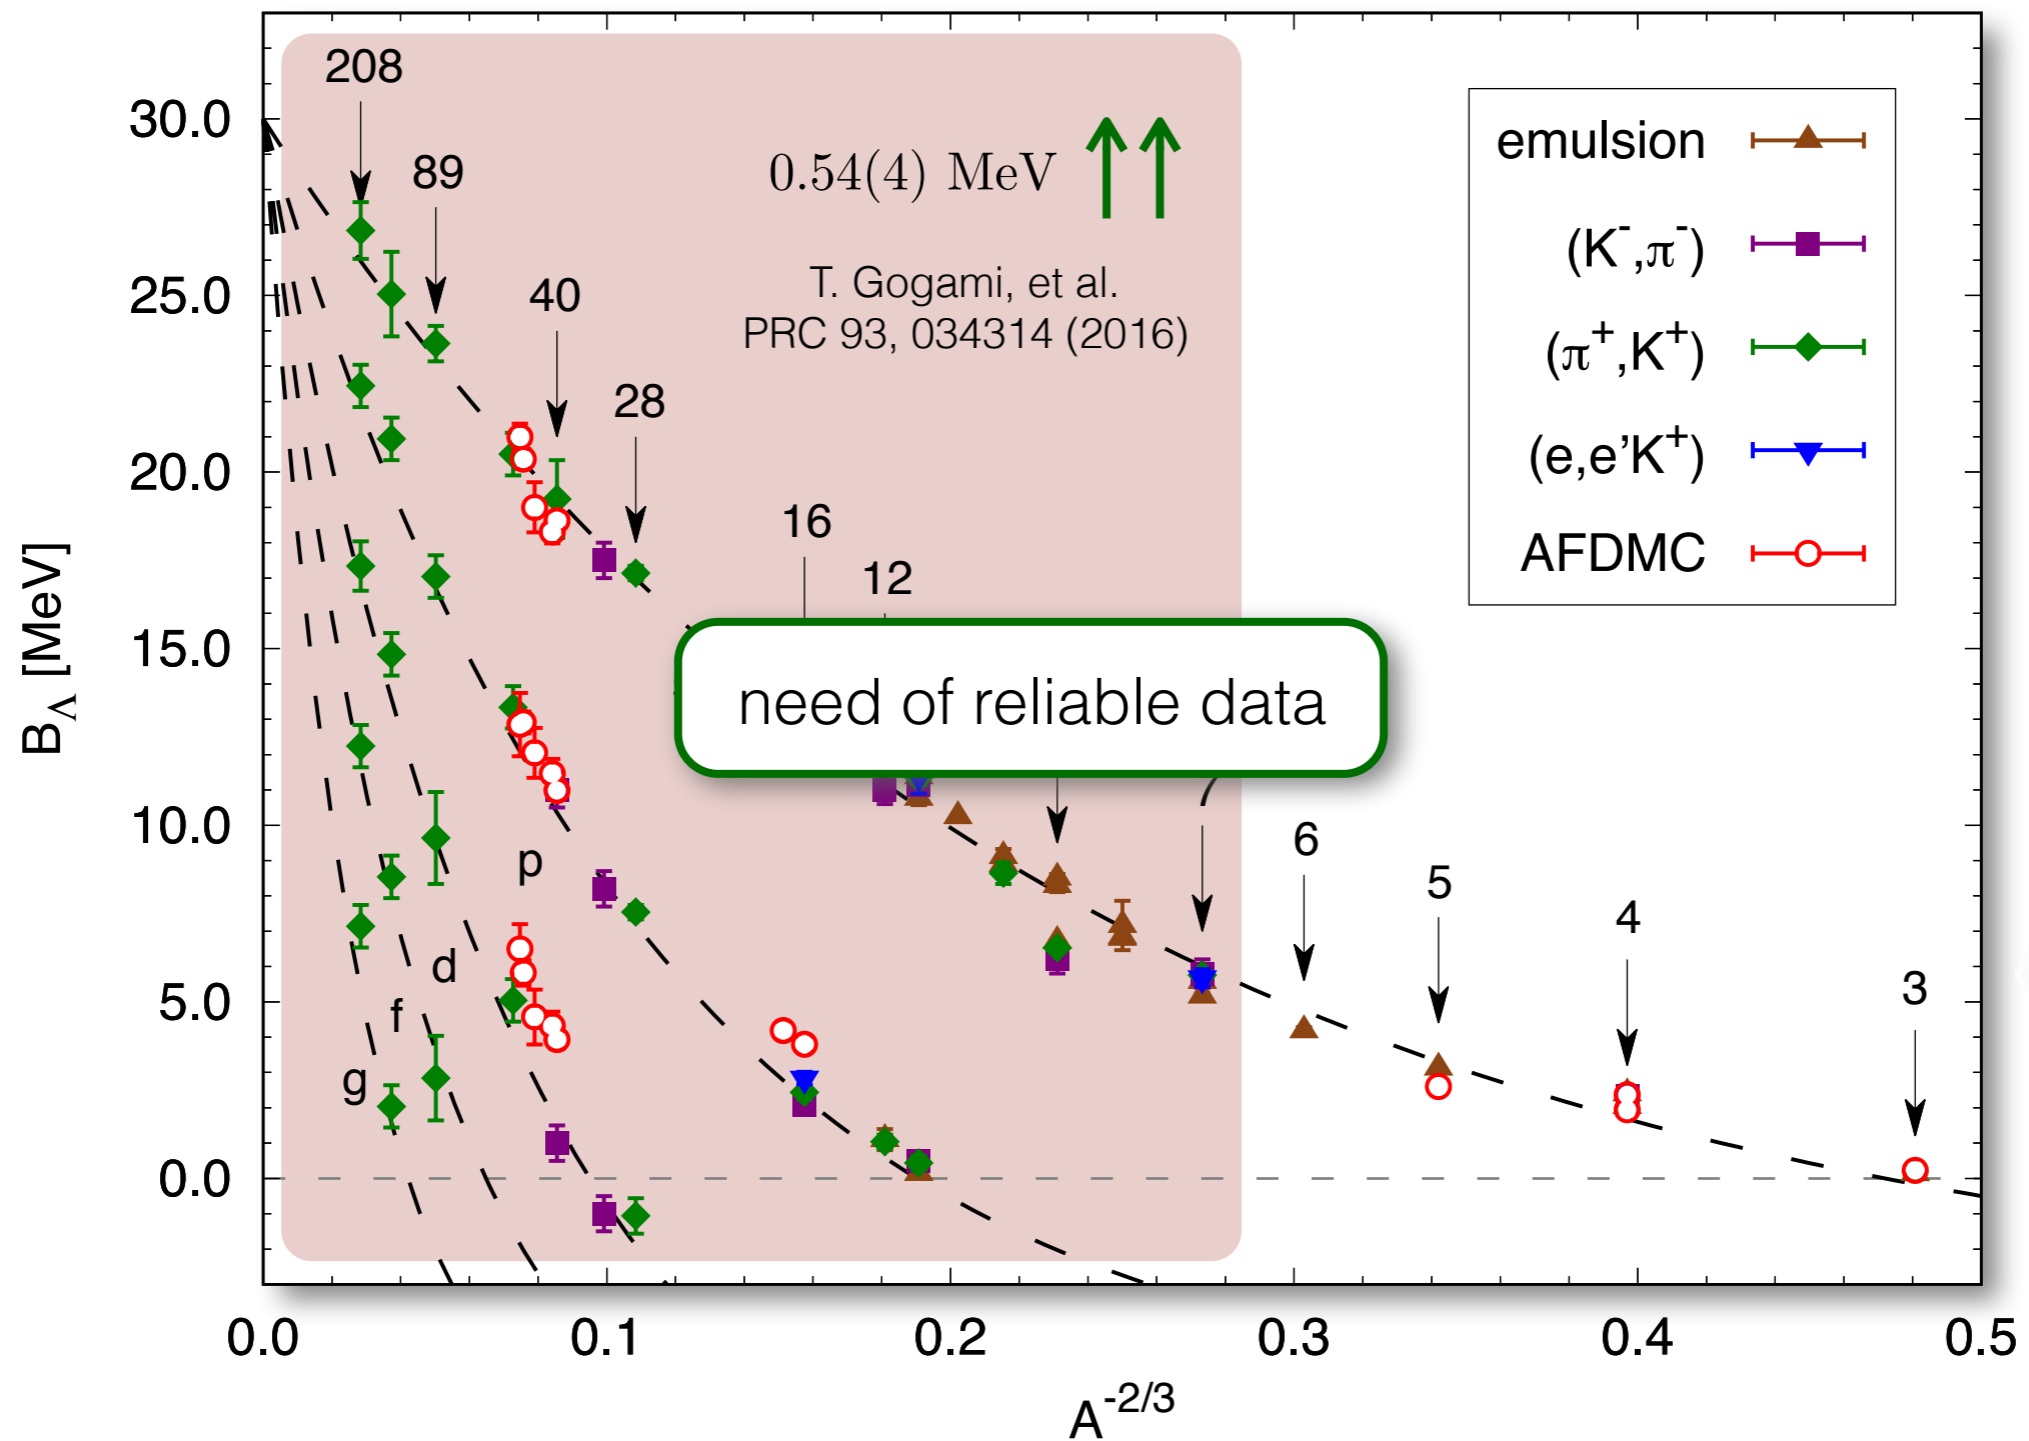 208
30.0
0.54(4) MeV
89
emulsion
(K⁻,π⁻)
(π⁺,K⁺)
(e,e’K⁺)
AFDMC
25.0
T. Gogami, et al.
PRC 93, 034314 (2016)
40
28
20.0
16
12
15.0
need of reliable data
B_Λ [MeV]
10.0
7
p
6
5
4
3
d
5.0
f
g
0.0
0.0 0.1 0.2 0.3 0.4 0.5
A^-2/3